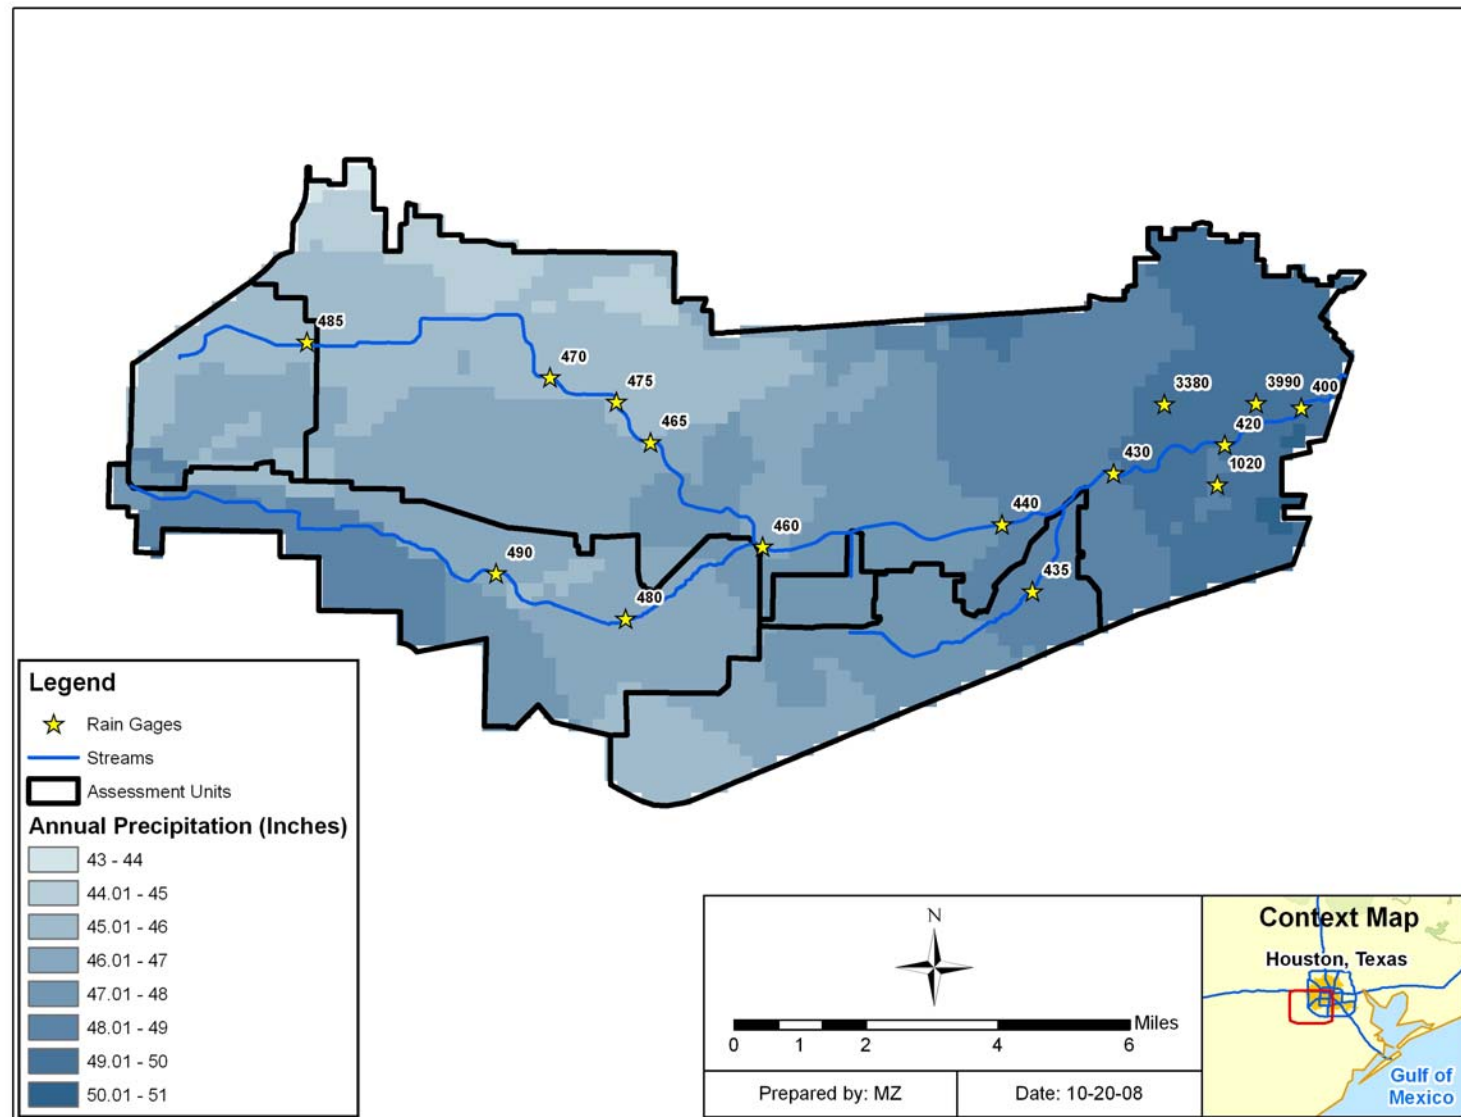 485
470
475
465
3380
3990
400
420
430
1020
440
460
435
490
480
Legend
Rain Gages
Streams
Assessment Units
Annual Precipitation (Inches)
43 - 44
44.01 - 45
45.01 - 46
46.01 - 47
47.01 - 48
48.01 - 49
49.01 - 50
50.01 - 51
N
Miles
0 1 2 4 6
Prepared by: MZ
Date: 10-20-08
Context Map
Houston, Texas
Gulf of
Mexico